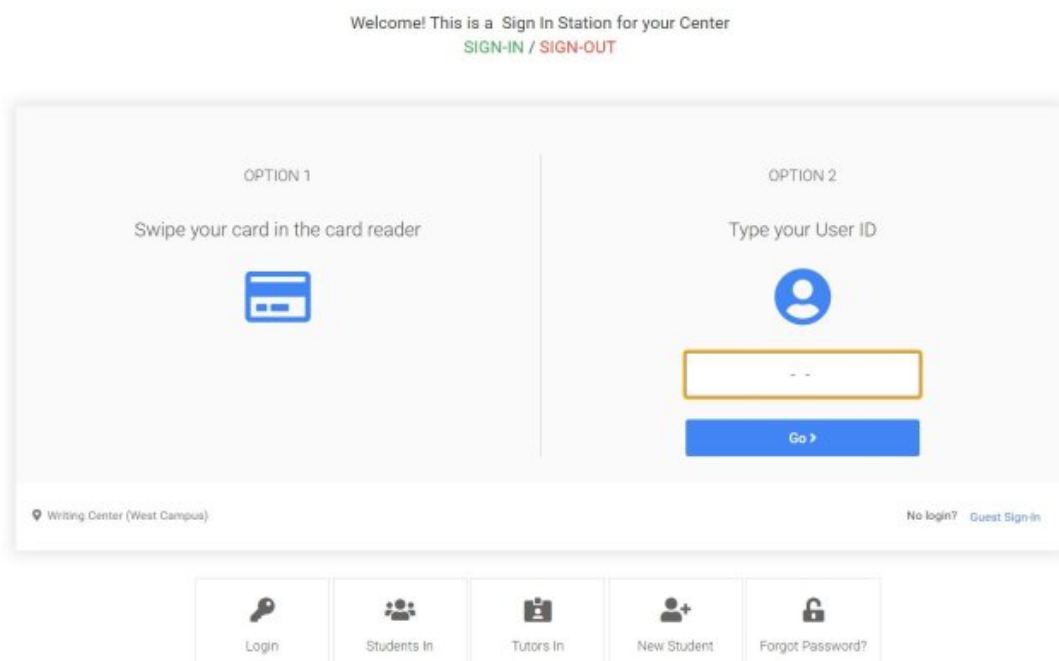 Welcome! This is a Sign In Station for your Center
SIGN-IN / SIGN-OUT
OPTION 1
Swipe your card in the card reader
OPTION 2
Type your User ID
- -
Go >
Writing Center (West Campus)
No login? Guest Sign-In
Login
Students In
Tutors In
New Student
Forgot Password?